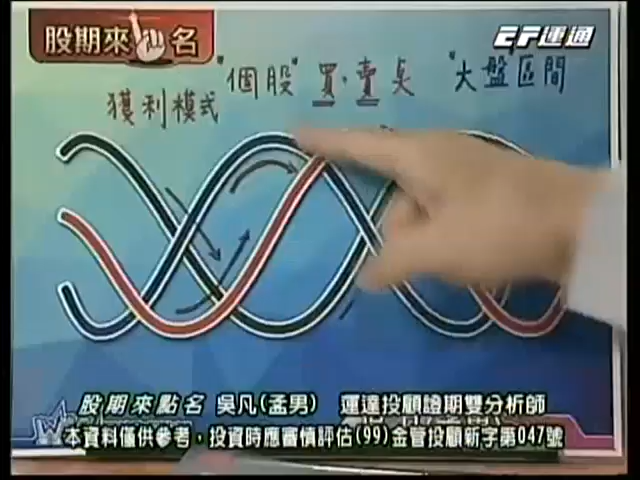 股期來點名
EF運通
獲利模式 "個股" 買·賣點 "大盤區間
股期來點名 吳凡(孟男) 運達投顧證期雙分析師
本資料僅供參考,投資時應審慎評估(99)金管投顧新字第047號